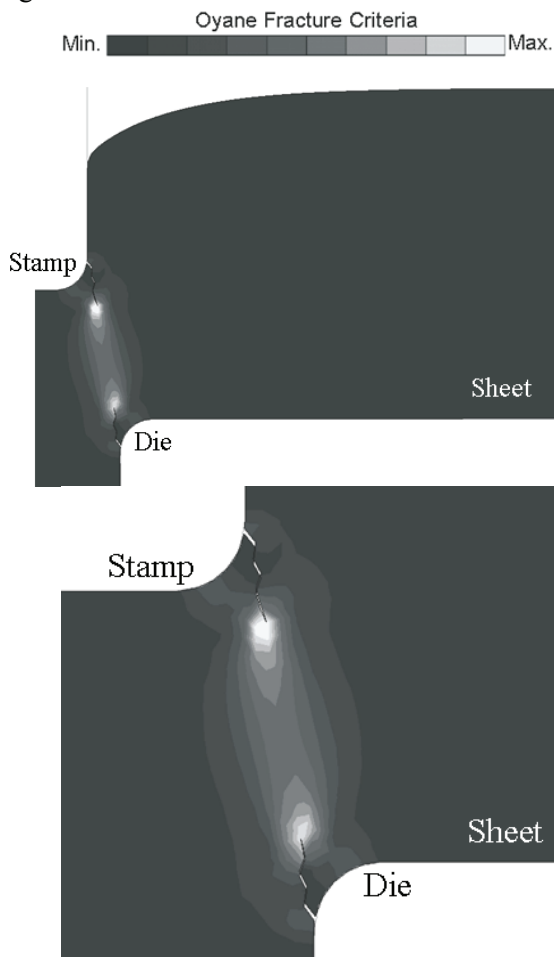 Oyane Fracture Criteria
Min. Max.
Stamp
Sheet
Die
Stamp
Sheet
Die